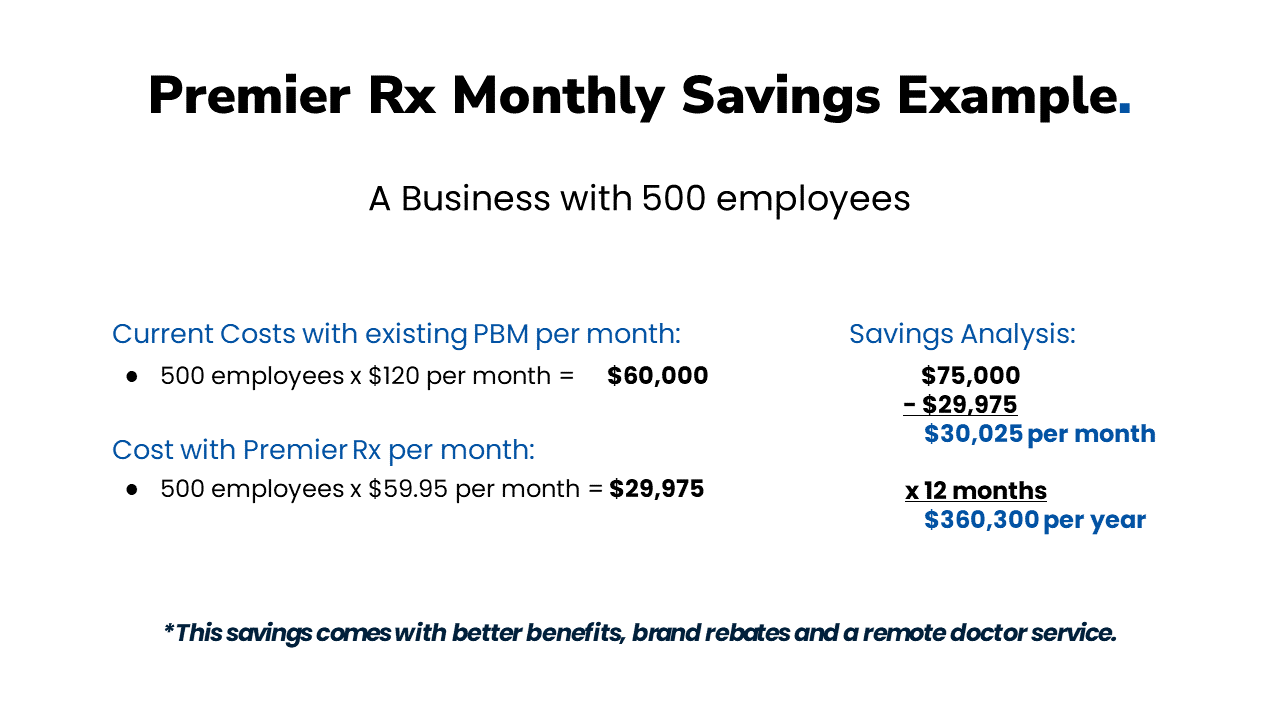 Premier Rx Monthly Savings Example.
A Business with 500 employees
Current Costs with existing PBM per month:
● 500 employees x $120 per month = $60,000
Cost with Premier Rx per month:
● 500 employees x $59.95 per month = $29,975
Savings Analysis:
$75,000
- $29,975
$30,025 per month
x 12 months
$360,300 per year
*This savings comes with better benefits, brand rebates and a remote doctor service.